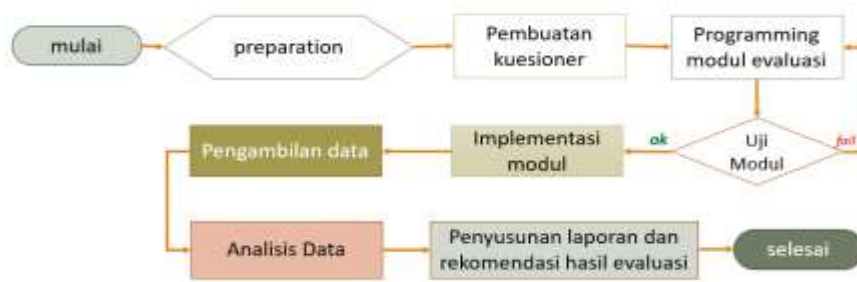 mulai
preparation
Pembuatan
kuesioner
Programming
modul evaluasi
Uji
Modul
fail
ok
Implementasi
modul
Pengambilan data
Analisis Data
Penyusunan laporan dan
rekomendasi hasil evaluasi
selesai